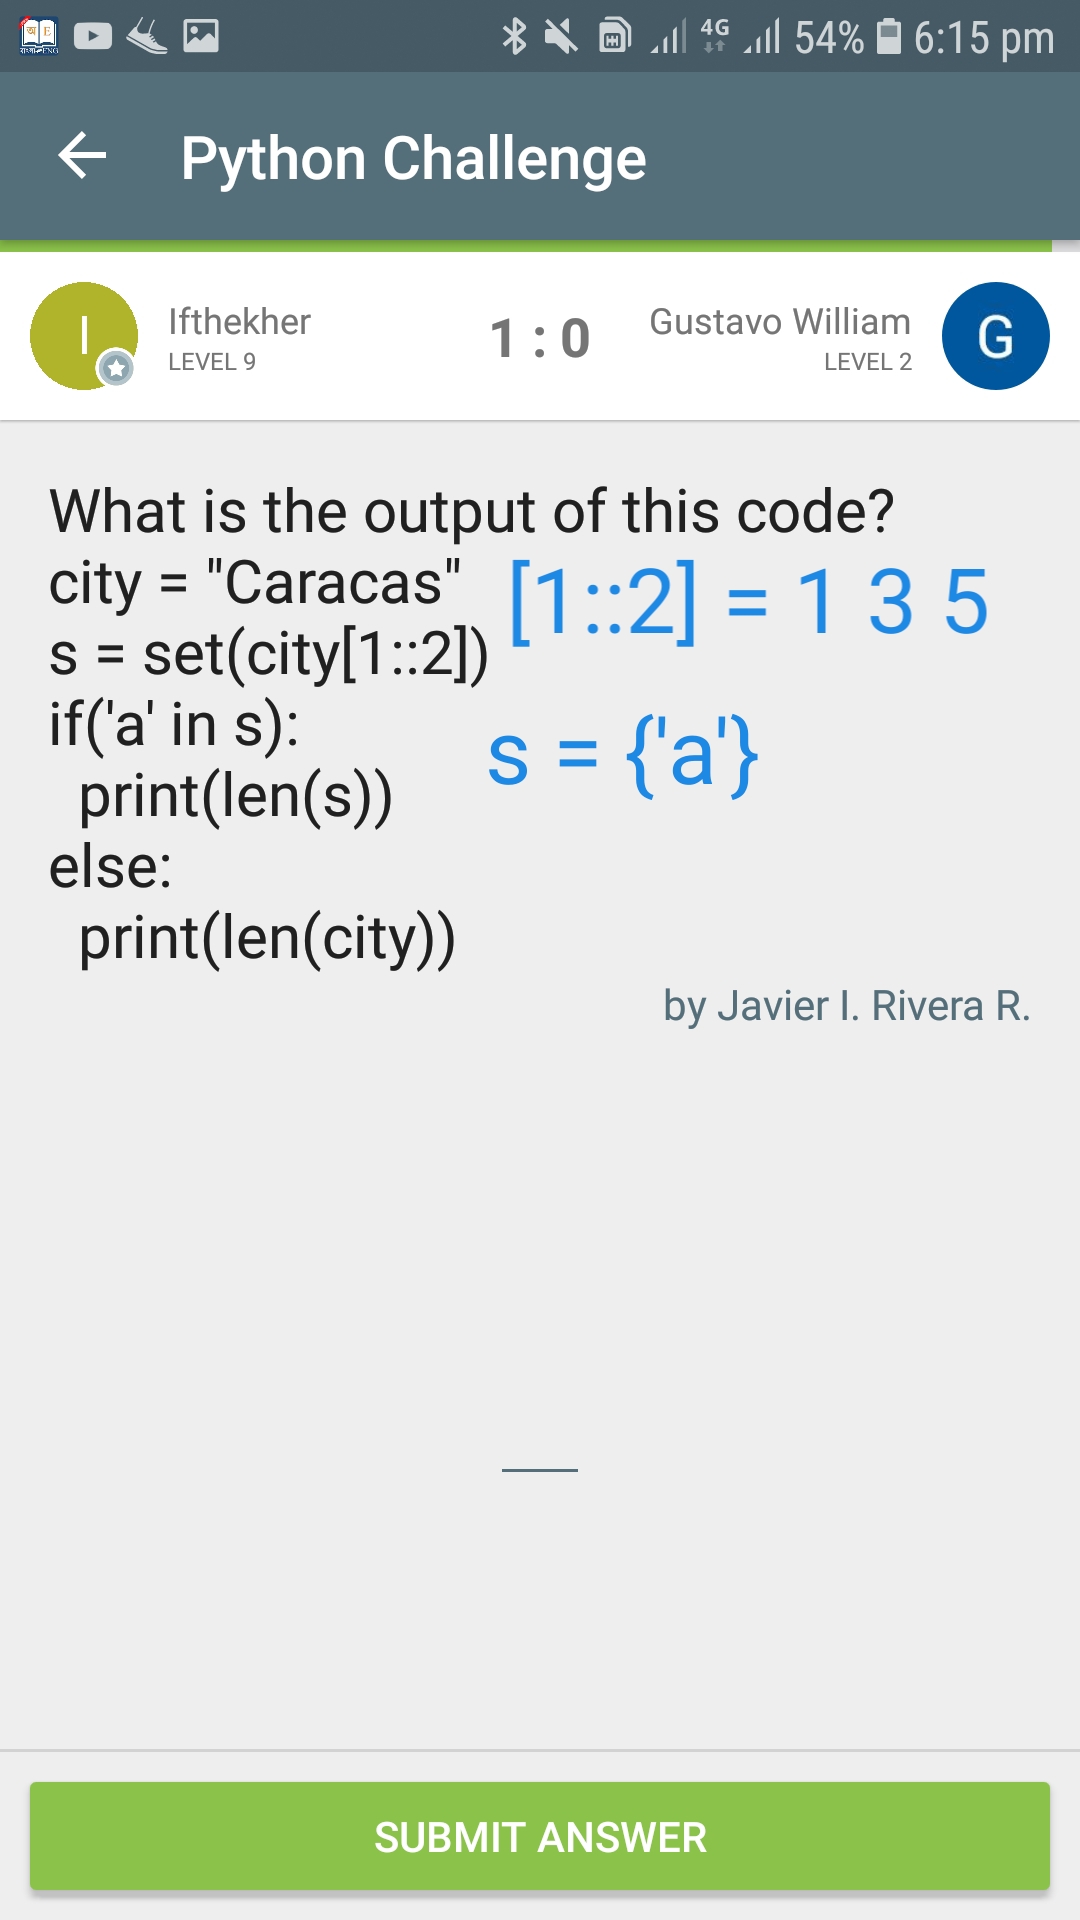 54% 6:15 pm
4G
Python Challenge
I
Ifthekher
LEVEL 9
1 : 0
Gustavo William
LEVEL 2
G
What is the output of this code?
city = "Caracas"
[1::2] = 1 3 5
s = set(city[1::2])
if('a' in s):
s = {'a'}
print(len(s))
else:
print(len(city))
by Javier I. Rivera R.
SUBMIT ANSWER